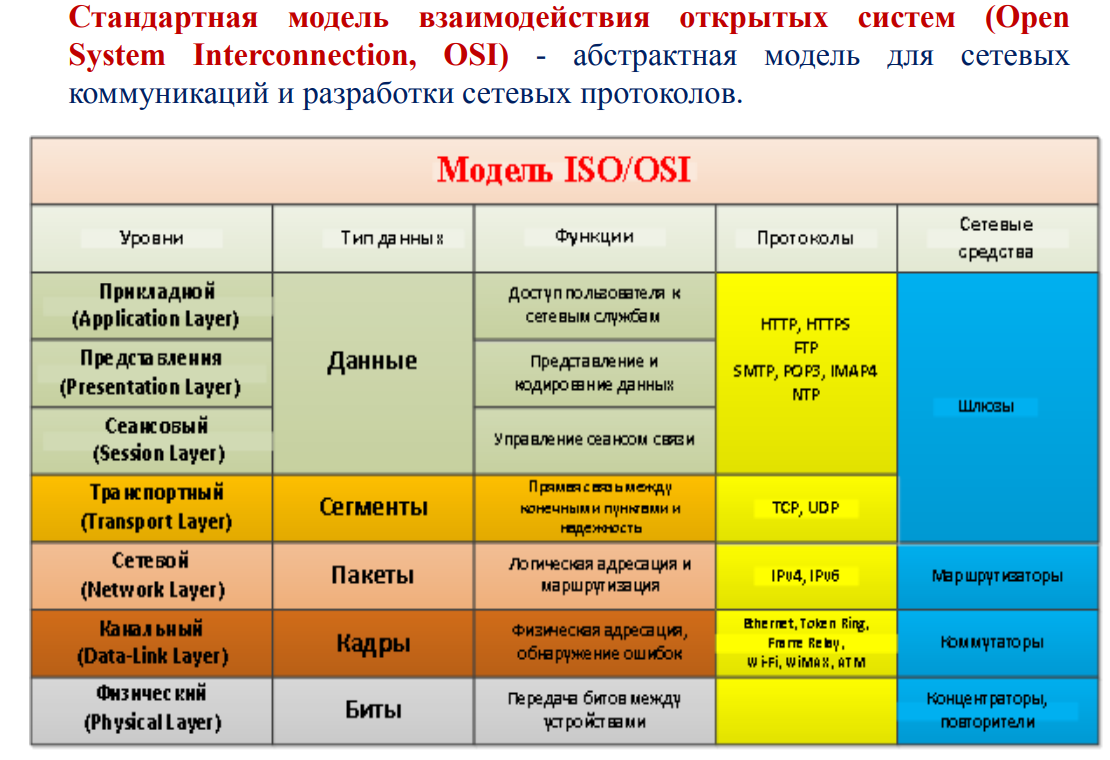 Стандартная модель взаимодействия открытых систем (Open
System Interconnection, OSI) - абстрактная модель для сетевых
коммуникаций и разработки сетевых протоколов.
Модель ISO/OSI
Уровни
Тип данных
Функции
Протоколы
Сетевые
средства
Прикладной
(Application Layer)
Данные
Доступ пользователя к
сетевым службам
HTTP, HTTPS
FTP
SMTP, POP3, IMAP4
NTP
Шлюзы
Представления
(Presentation Layer)
Представление и
кодирование данных
Сеансовый
(Session Layer)
Управление сеансом связи
Транспортный
(Transport Layer)
Сегменты
Прямая связь между
конечными пунктами и
надежность
TCP, UDP
Сетевой
(Network Layer)
Пакеты
Логическая адресация и
маршрутизация
IPv4, IPv6
Маршрутизаторы
Канальный
(Data-Link Layer)
Кадры
Физическая адресация,
обнаружение ошибок
Ethernet, Token Ring,
Frame Relay,
Wi-Fi, WiMAX, ATM
Коммутаторы
Физический
(Physical Layer)
Биты
Передача битов между
устройствами
Концентраторы,
повторители